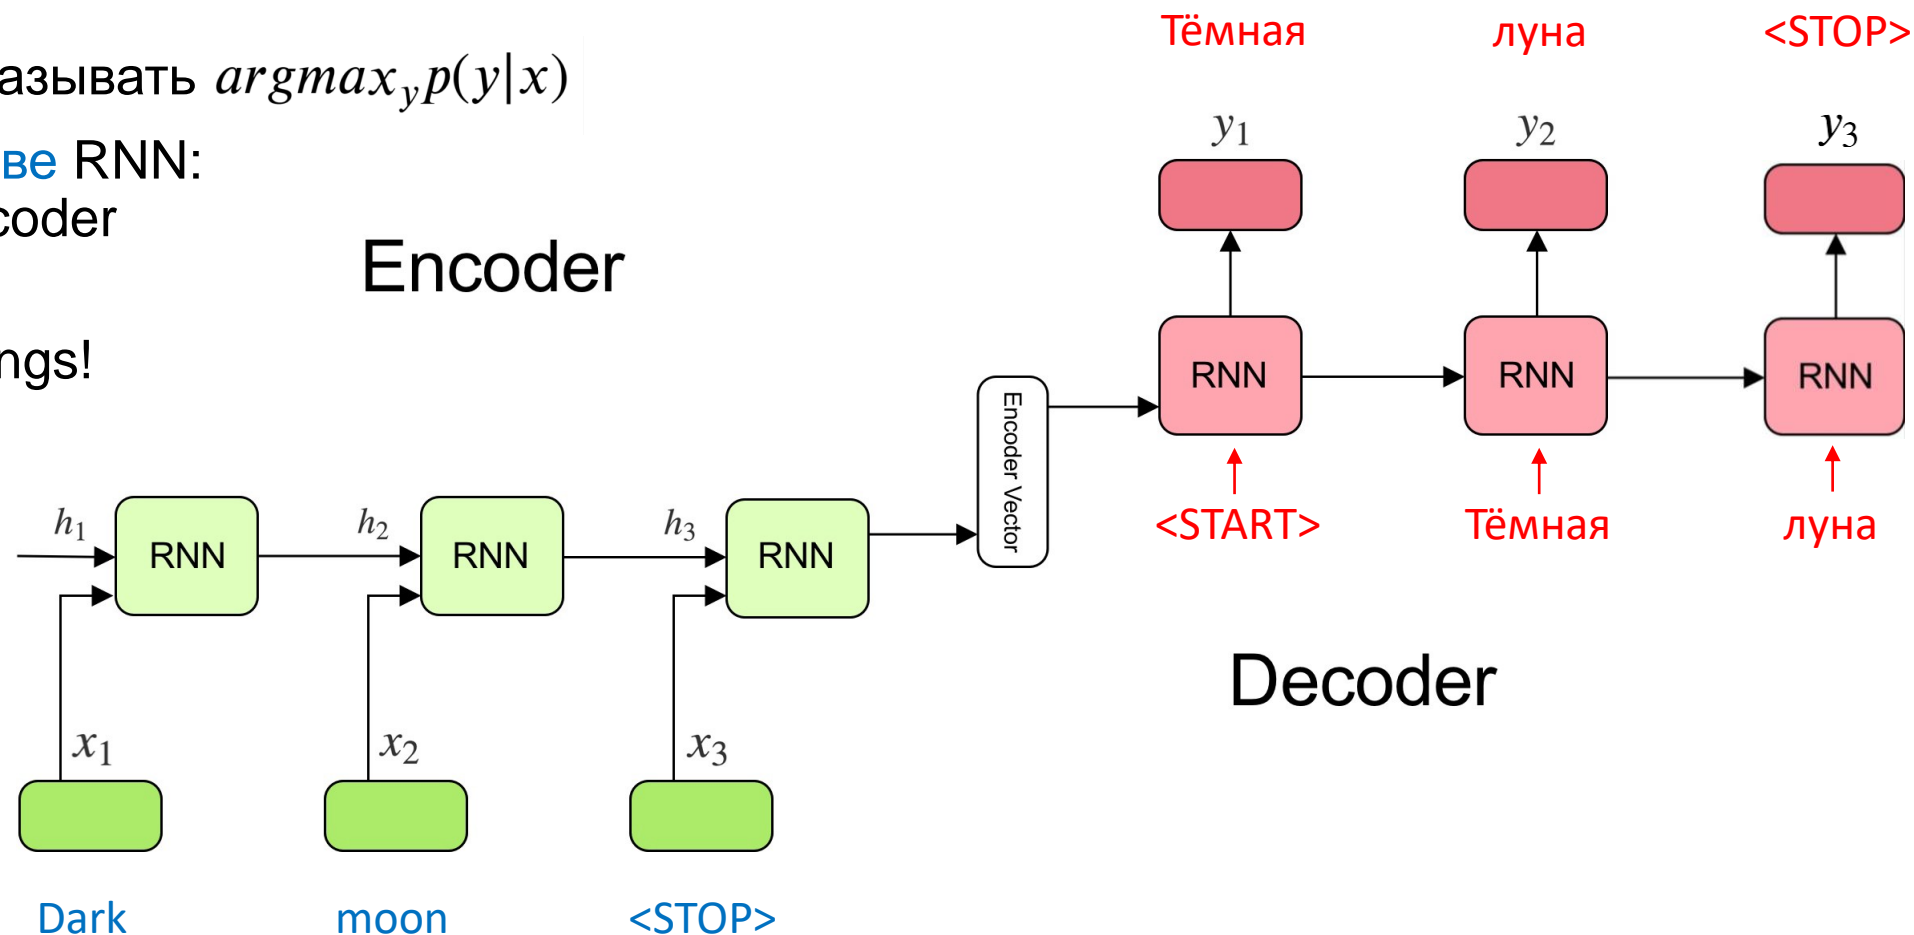 азывать argmax_y p(y|x)
ве RNN:
coder
ngs!
Encoder
Тёмная луна <STOP>
y₁ y₂ y₃
RNN RNN RNN
Encoder Vector
<START> Тёмная луна
h₁ h₂ h₃
RNN RNN RNN
Decoder
x₁ x₂ x₃
Dark moon <STOP>